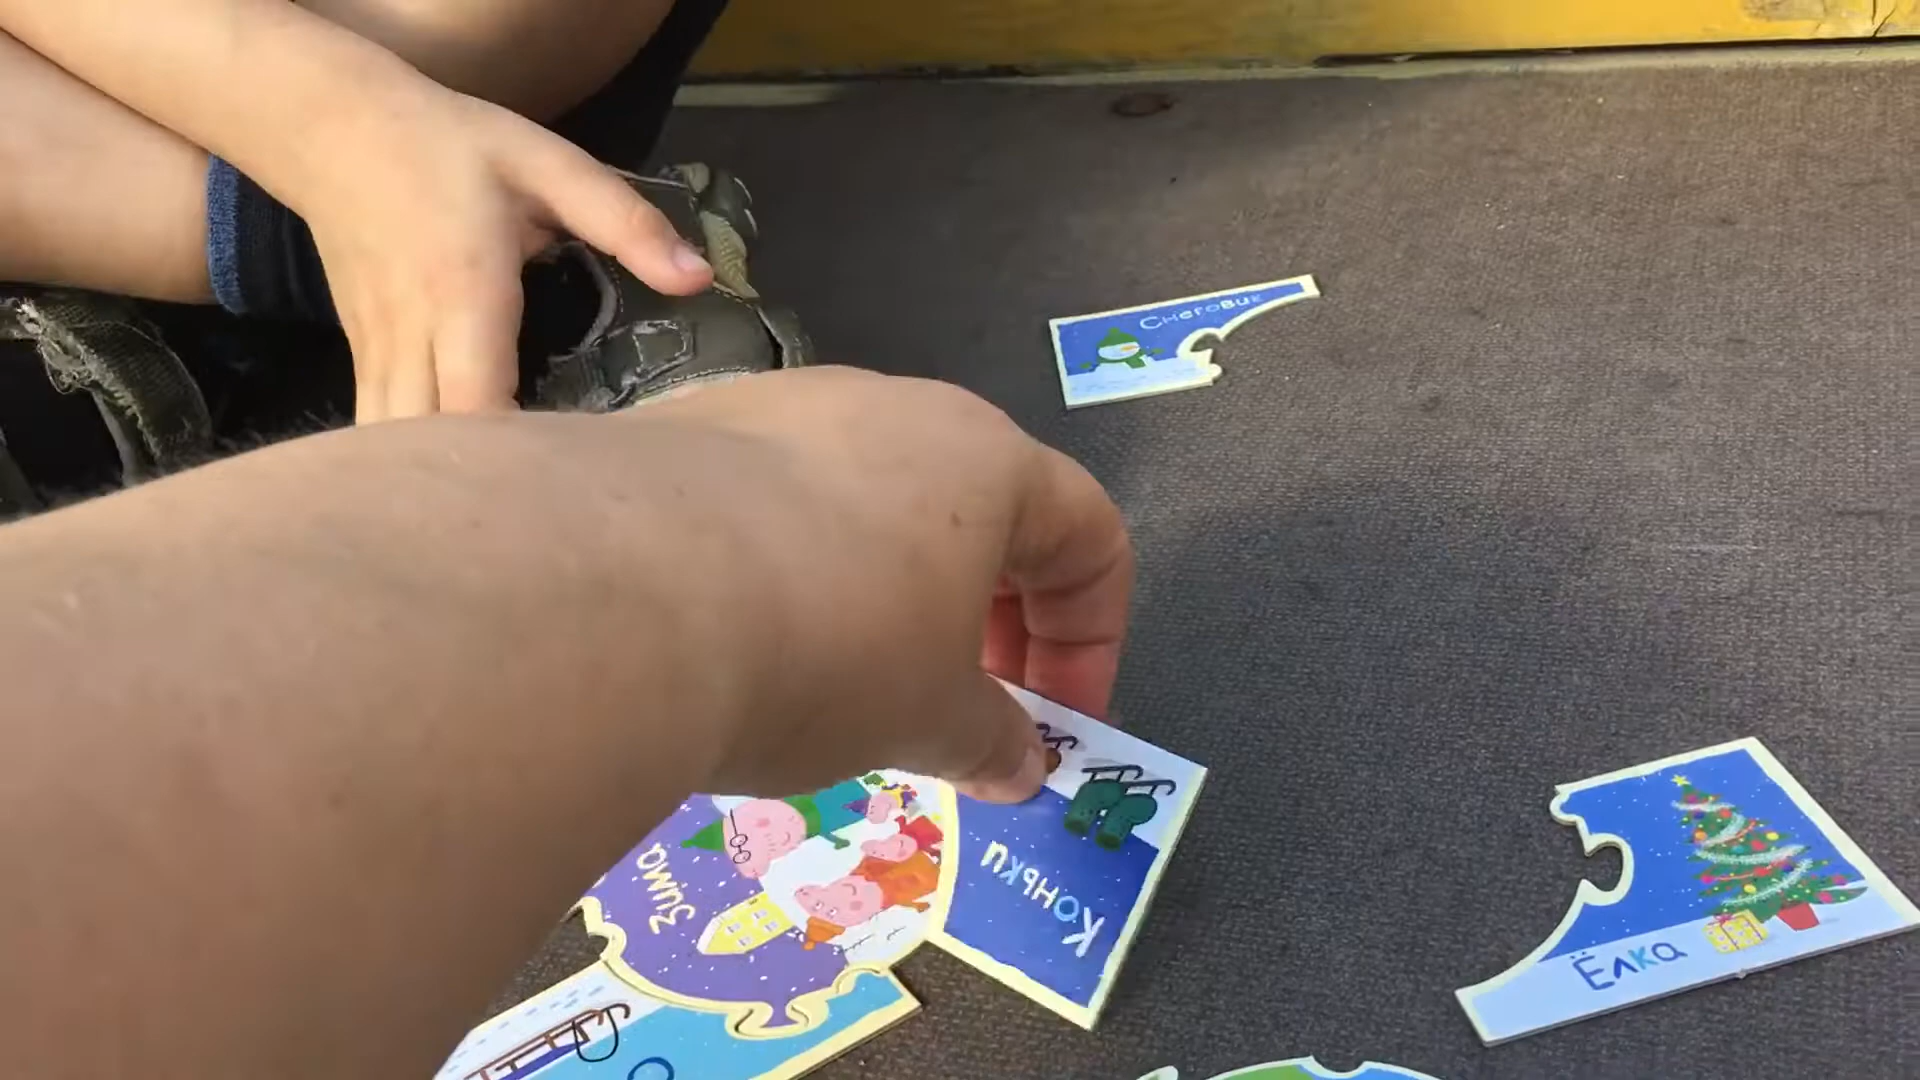 Снеговик
Зима
Коньки
Ёлка